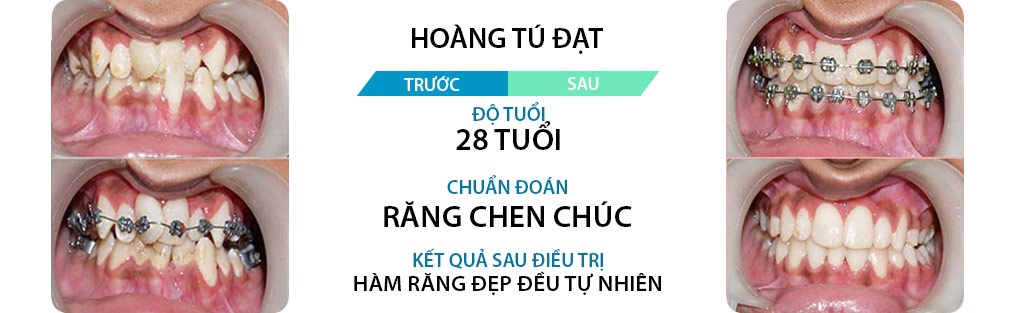 HOÀNG TÚ ĐẠT
TRƯỚC SAU
ĐỘ TUỔI
28 TUỔI
CHUẨN ĐOÁN
RĂNG CHEN CHÚC
KẾT QUẢ SAU ĐIỀU TRỊ
HÀM RĂNG ĐẸP ĐỀU TỰ NHIÊN